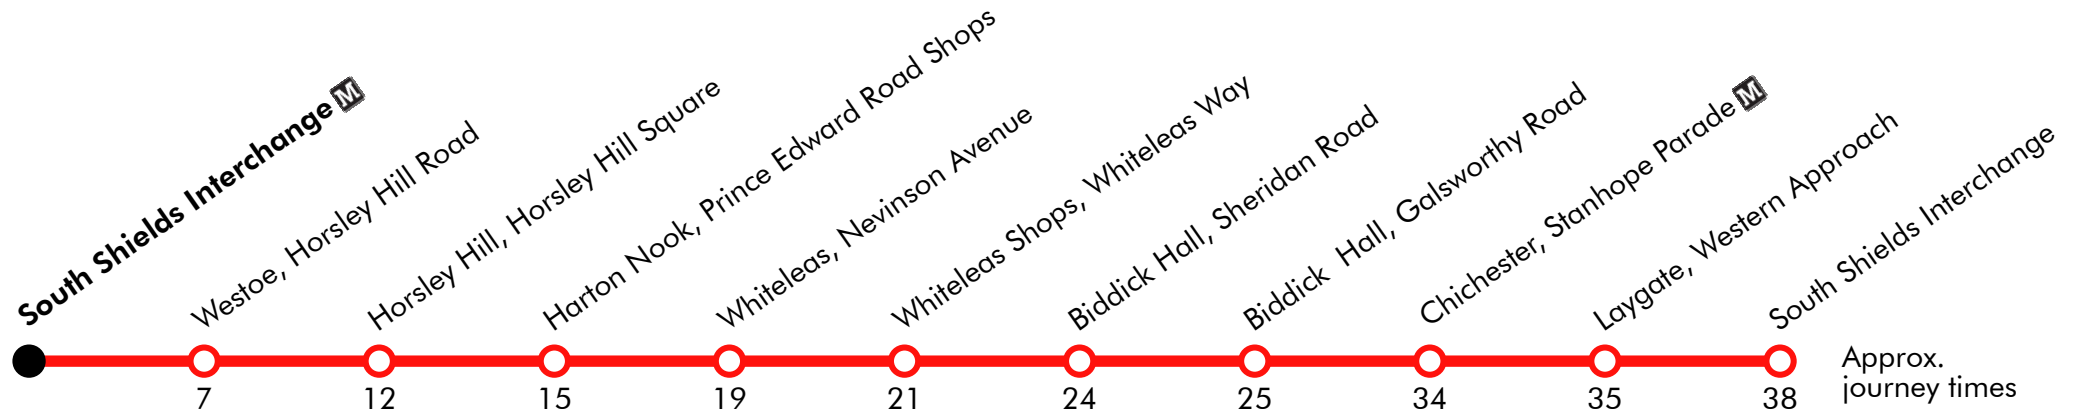 South Shields Interchange M
Westoe, Horsley Hill Road
Horsley Hill, Horsley Hill Square
Harton Nook, Prince Edward Road Shops
Whiteleas, Nevinson Avenue
Whiteleas Shops, Whiteleas Way
Biddick Hall, Sheridan Road
Biddick  Hall, Galsworthy Road
Chichester, Stanhope Parade M
Laygate, Western Approach
South Shields Interchange
7
12
15
19
21
24
25
34
35
38
Approx.
journey times